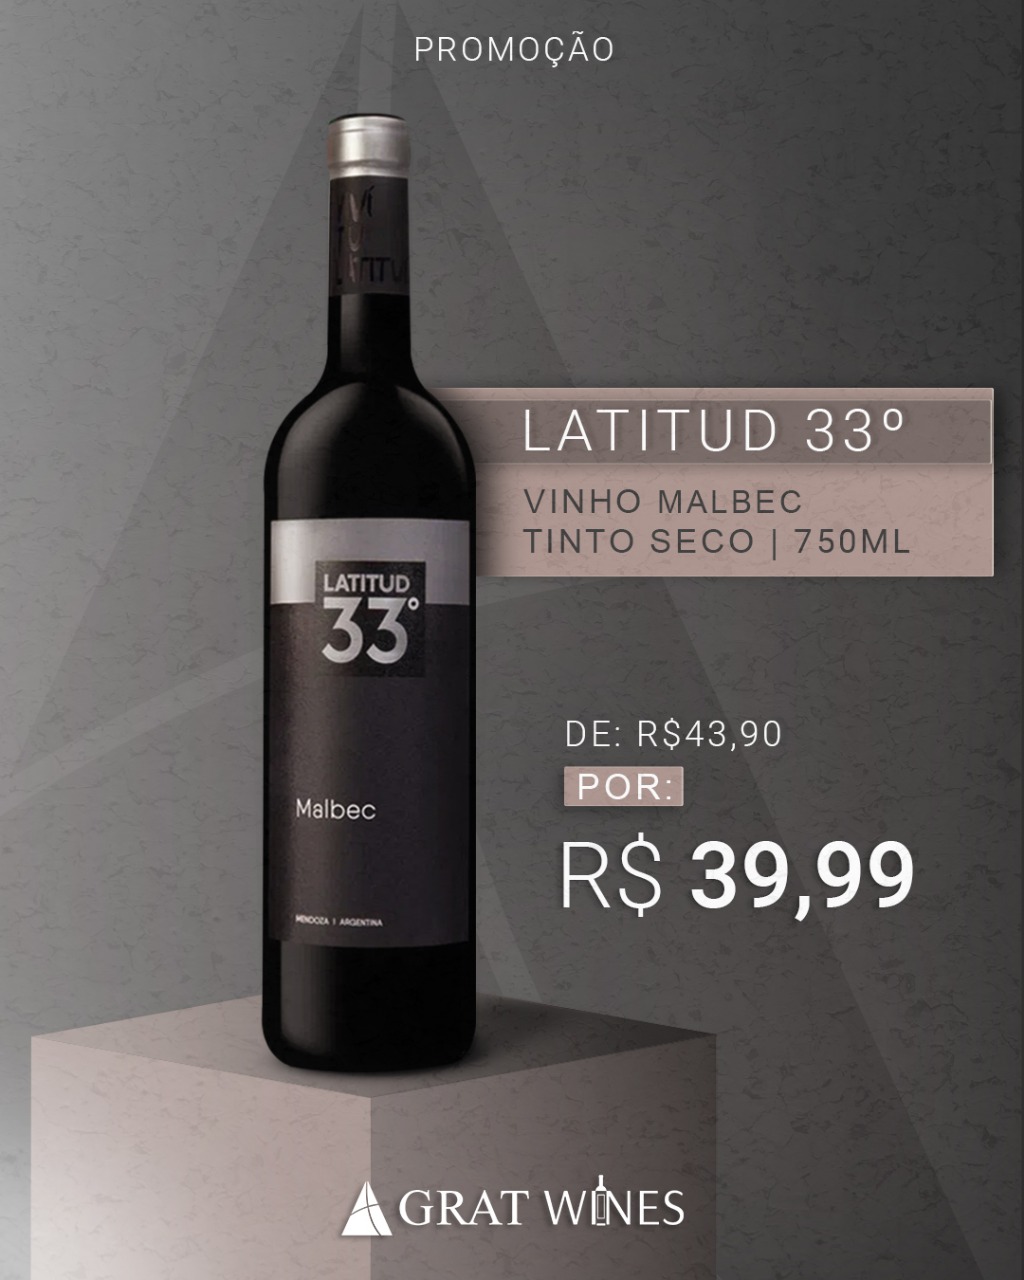 PROMOÇÃO
LATITU
LATITUD 33º
VINHO MALBEC
TINTO SECO | 750ML
LATITUD
33°
DE: R$43,90
POR:
Malbec
R$ 39,99
MENDOZA | ARGENTINA
GRAT WINES